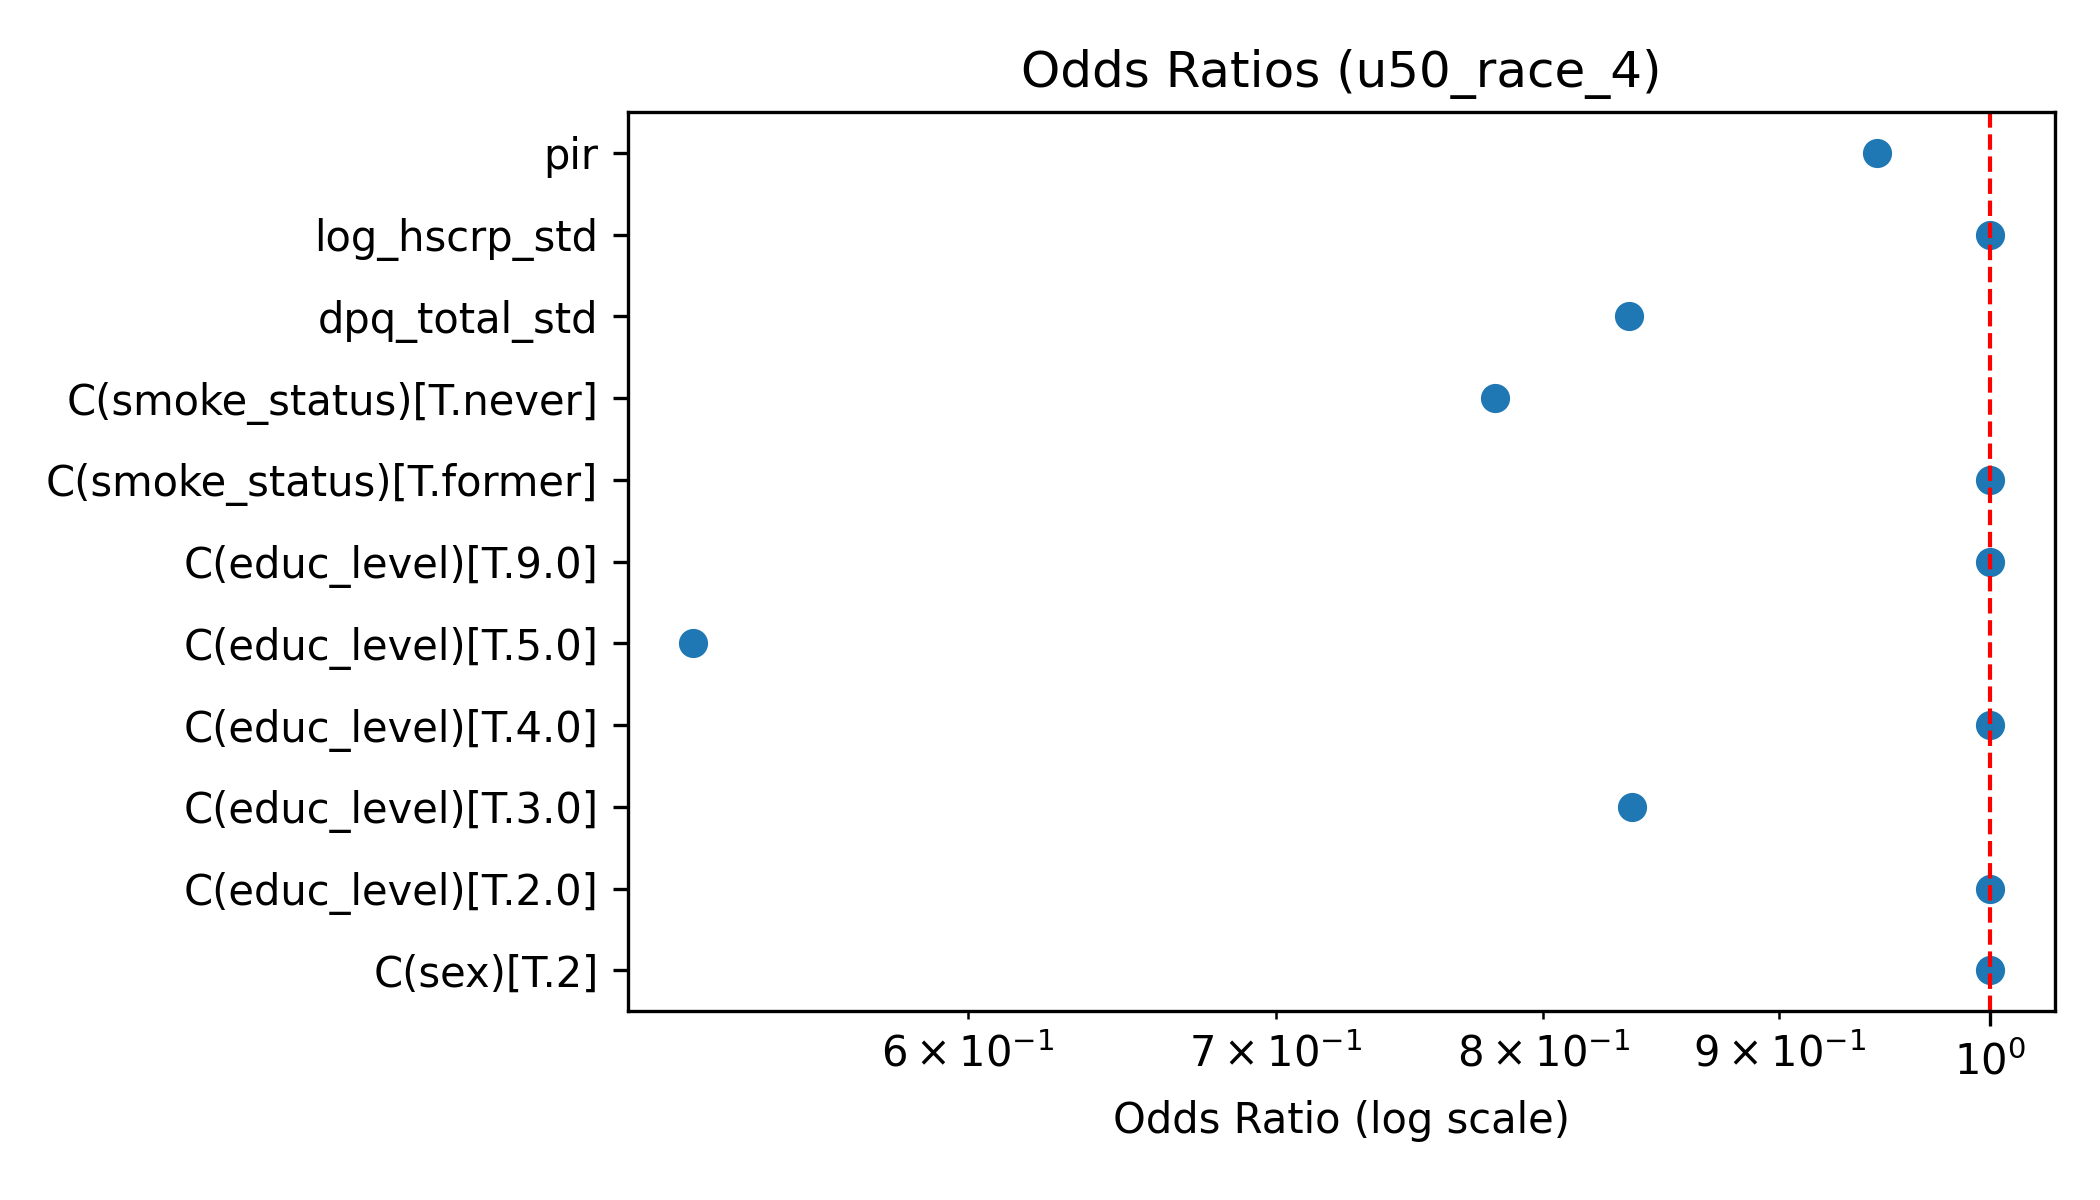 Odds Ratios (u50_race_4)
pir
log_hscrp_std
dpq_total_std
C(smoke_status)[T.never]
C(smoke_status)[T.former]
C(educ_level)[T.9.0]
C(educ_level)[T.5.0]
C(educ_level)[T.4.0]
C(educ_level)[T.3.0]
C(educ_level)[T.2.0]
C(sex)[T.2]
6 × 10⁻¹ 7 × 10⁻¹ 8 × 10⁻¹ 9 × 10⁻¹ 10⁰
Odds Ratio (log scale)